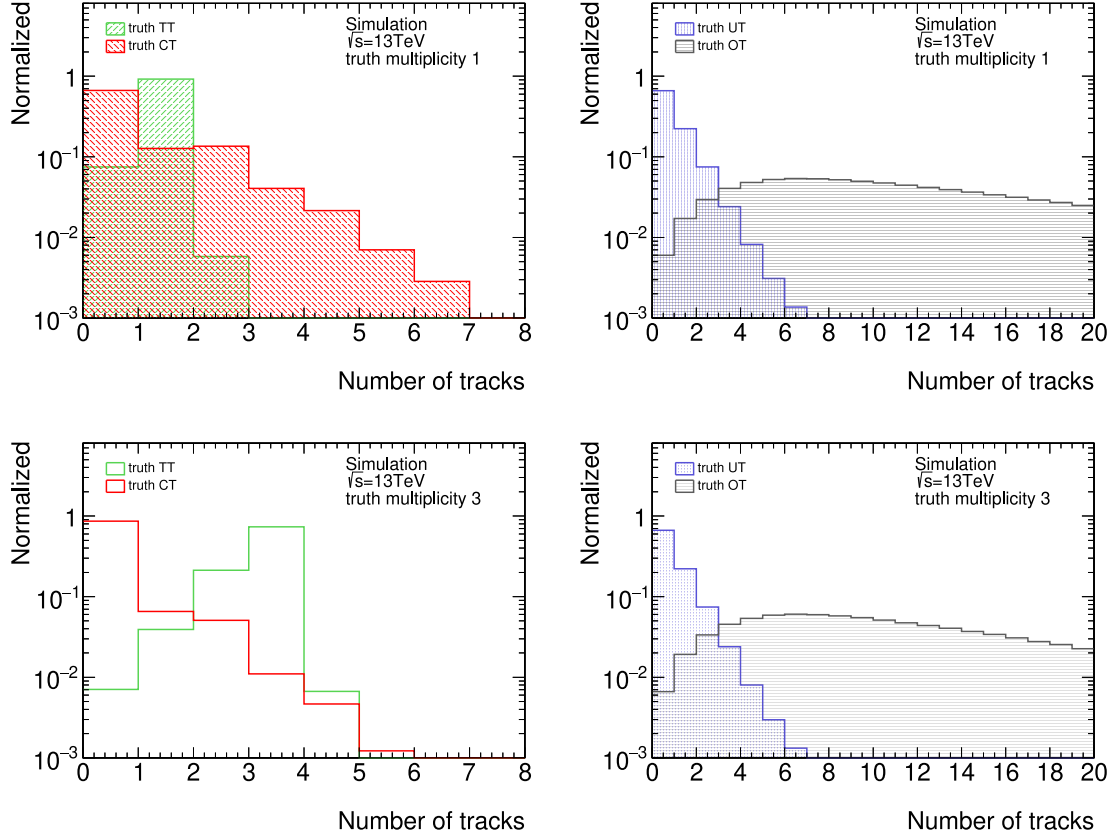 Normalized
truth TT
truth CT
Simulation
√s=13TeV
truth multiplicity 1
1
10⁻¹
10⁻²
10⁻³
0 1 2 3 4 5 6 7 8
Number of tracks
Normalized
truth UT
truth OT
Simulation
√s=13TeV
truth multiplicity 1
1
10⁻¹
10⁻²
10⁻³
0 2 4 6 8 10 12 14 16 18 20
Number of tracks
Normalized
truth TT
truth CT
Simulation
√s=13TeV
truth multiplicity 3
1
10⁻¹
10⁻²
10⁻³
0 1 2 3 4 5 6 7 8
Number of tracks
Normalized
truth UT
truth OT
Simulation
√s=13TeV
truth multiplicity 3
1
10⁻¹
10⁻²
10⁻³
0 2 4 6 8 10 12 14 16 18 20
Number of tracks